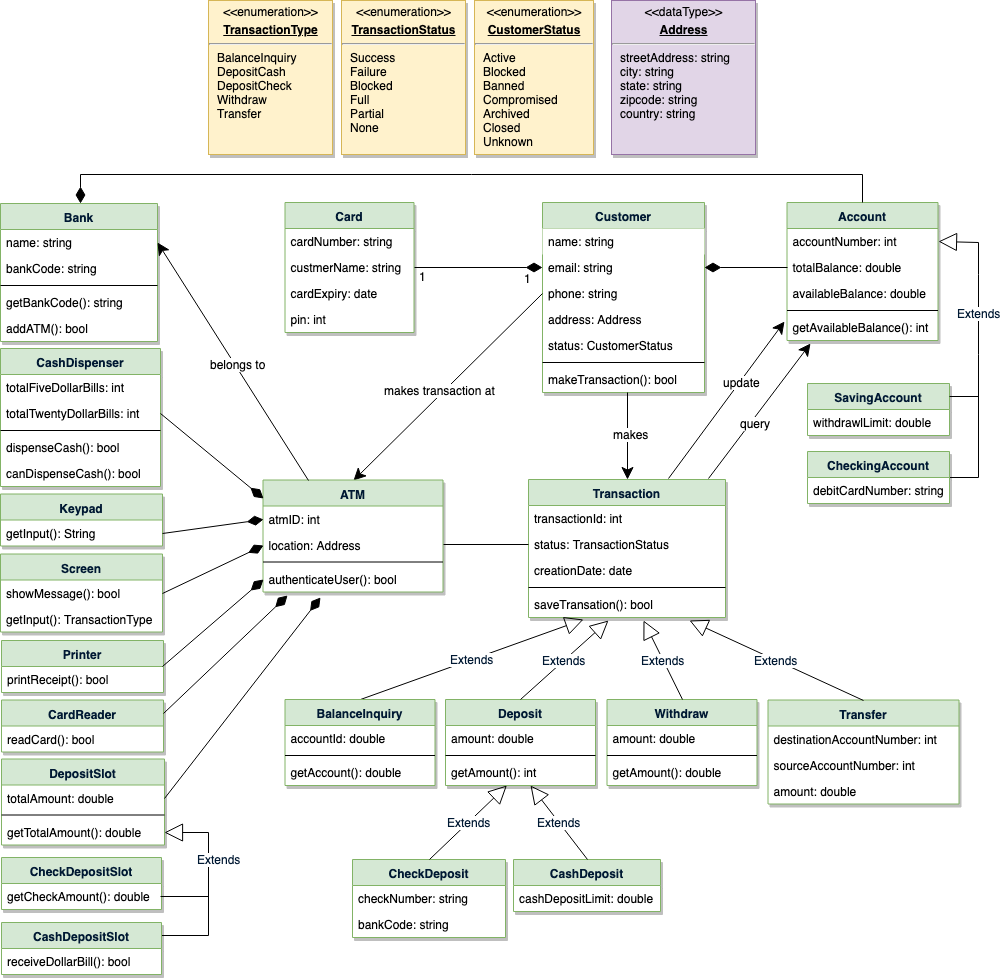 <<enumeration>>
TransactionType
BalanceInquiry
DepositCash
DepositCheck
Withdraw
Transfer
<<enumeration>>
TransactionStatus
Success
Failure
Blocked
Full
Partial
None
<<enumeration>>
CustomerStatus
Active
Blocked
Banned
Compromised
Archived
Closed
Unknown
<<dataType>>
Address
streetAddress: string
city: string
state: string
zipcode: string
country: string
Bank
name: string
bankCode: string
getBankCode(): string
addATM(): bool
Card
cardNumber: string
custmerName: string
cardExpiry: date
pin: int
1
1
Customer
name: string
email: string
phone: string
address: Address
status: CustomerStatus
makeTransaction(): bool
Account
accountNumber: int
totalBalance: double
availableBalance: double
getAvailableBalance(): int
Extends
belongs to
makes transaction at
makes
update
query
CashDispenser
totalFiveDollarBills: int
totalTwentyDollarBills: int
dispenseCash(): bool
canDispenseCash(): bool
SavingAccount
withdrawlLimit: double
CheckingAccount
debitCardNumber: string
Keypad
getInput(): String
Screen
showMessage(): bool
getInput(): TransactionType
Printer
printReceipt(): bool
CardReader
readCard(): bool
DepositSlot
totalAmount: double
getTotalAmount(): double
Extends
CheckDepositSlot
getCheckAmount(): double
CashDepositSlot
receiveDollarBill(): bool
ATM
atmID: int
location: Address
authenticateUser(): bool
Transaction
transactionId: int
status: TransactionStatus
creationDate: date
saveTransation(): bool
Extends
Extends
Extends
Extends
BalanceInquiry
accountId: double
getAccount(): double
Deposit
amount: double
getAmount(): int
Withdraw
amount: double
getAmount(): double
Transfer
destinationAccountNumber: int
sourceAccountNumber: int
amount: double
Extends
Extends
CheckDeposit
checkNumber: string
bankCode: string
CashDeposit
cashDepositLimit: double